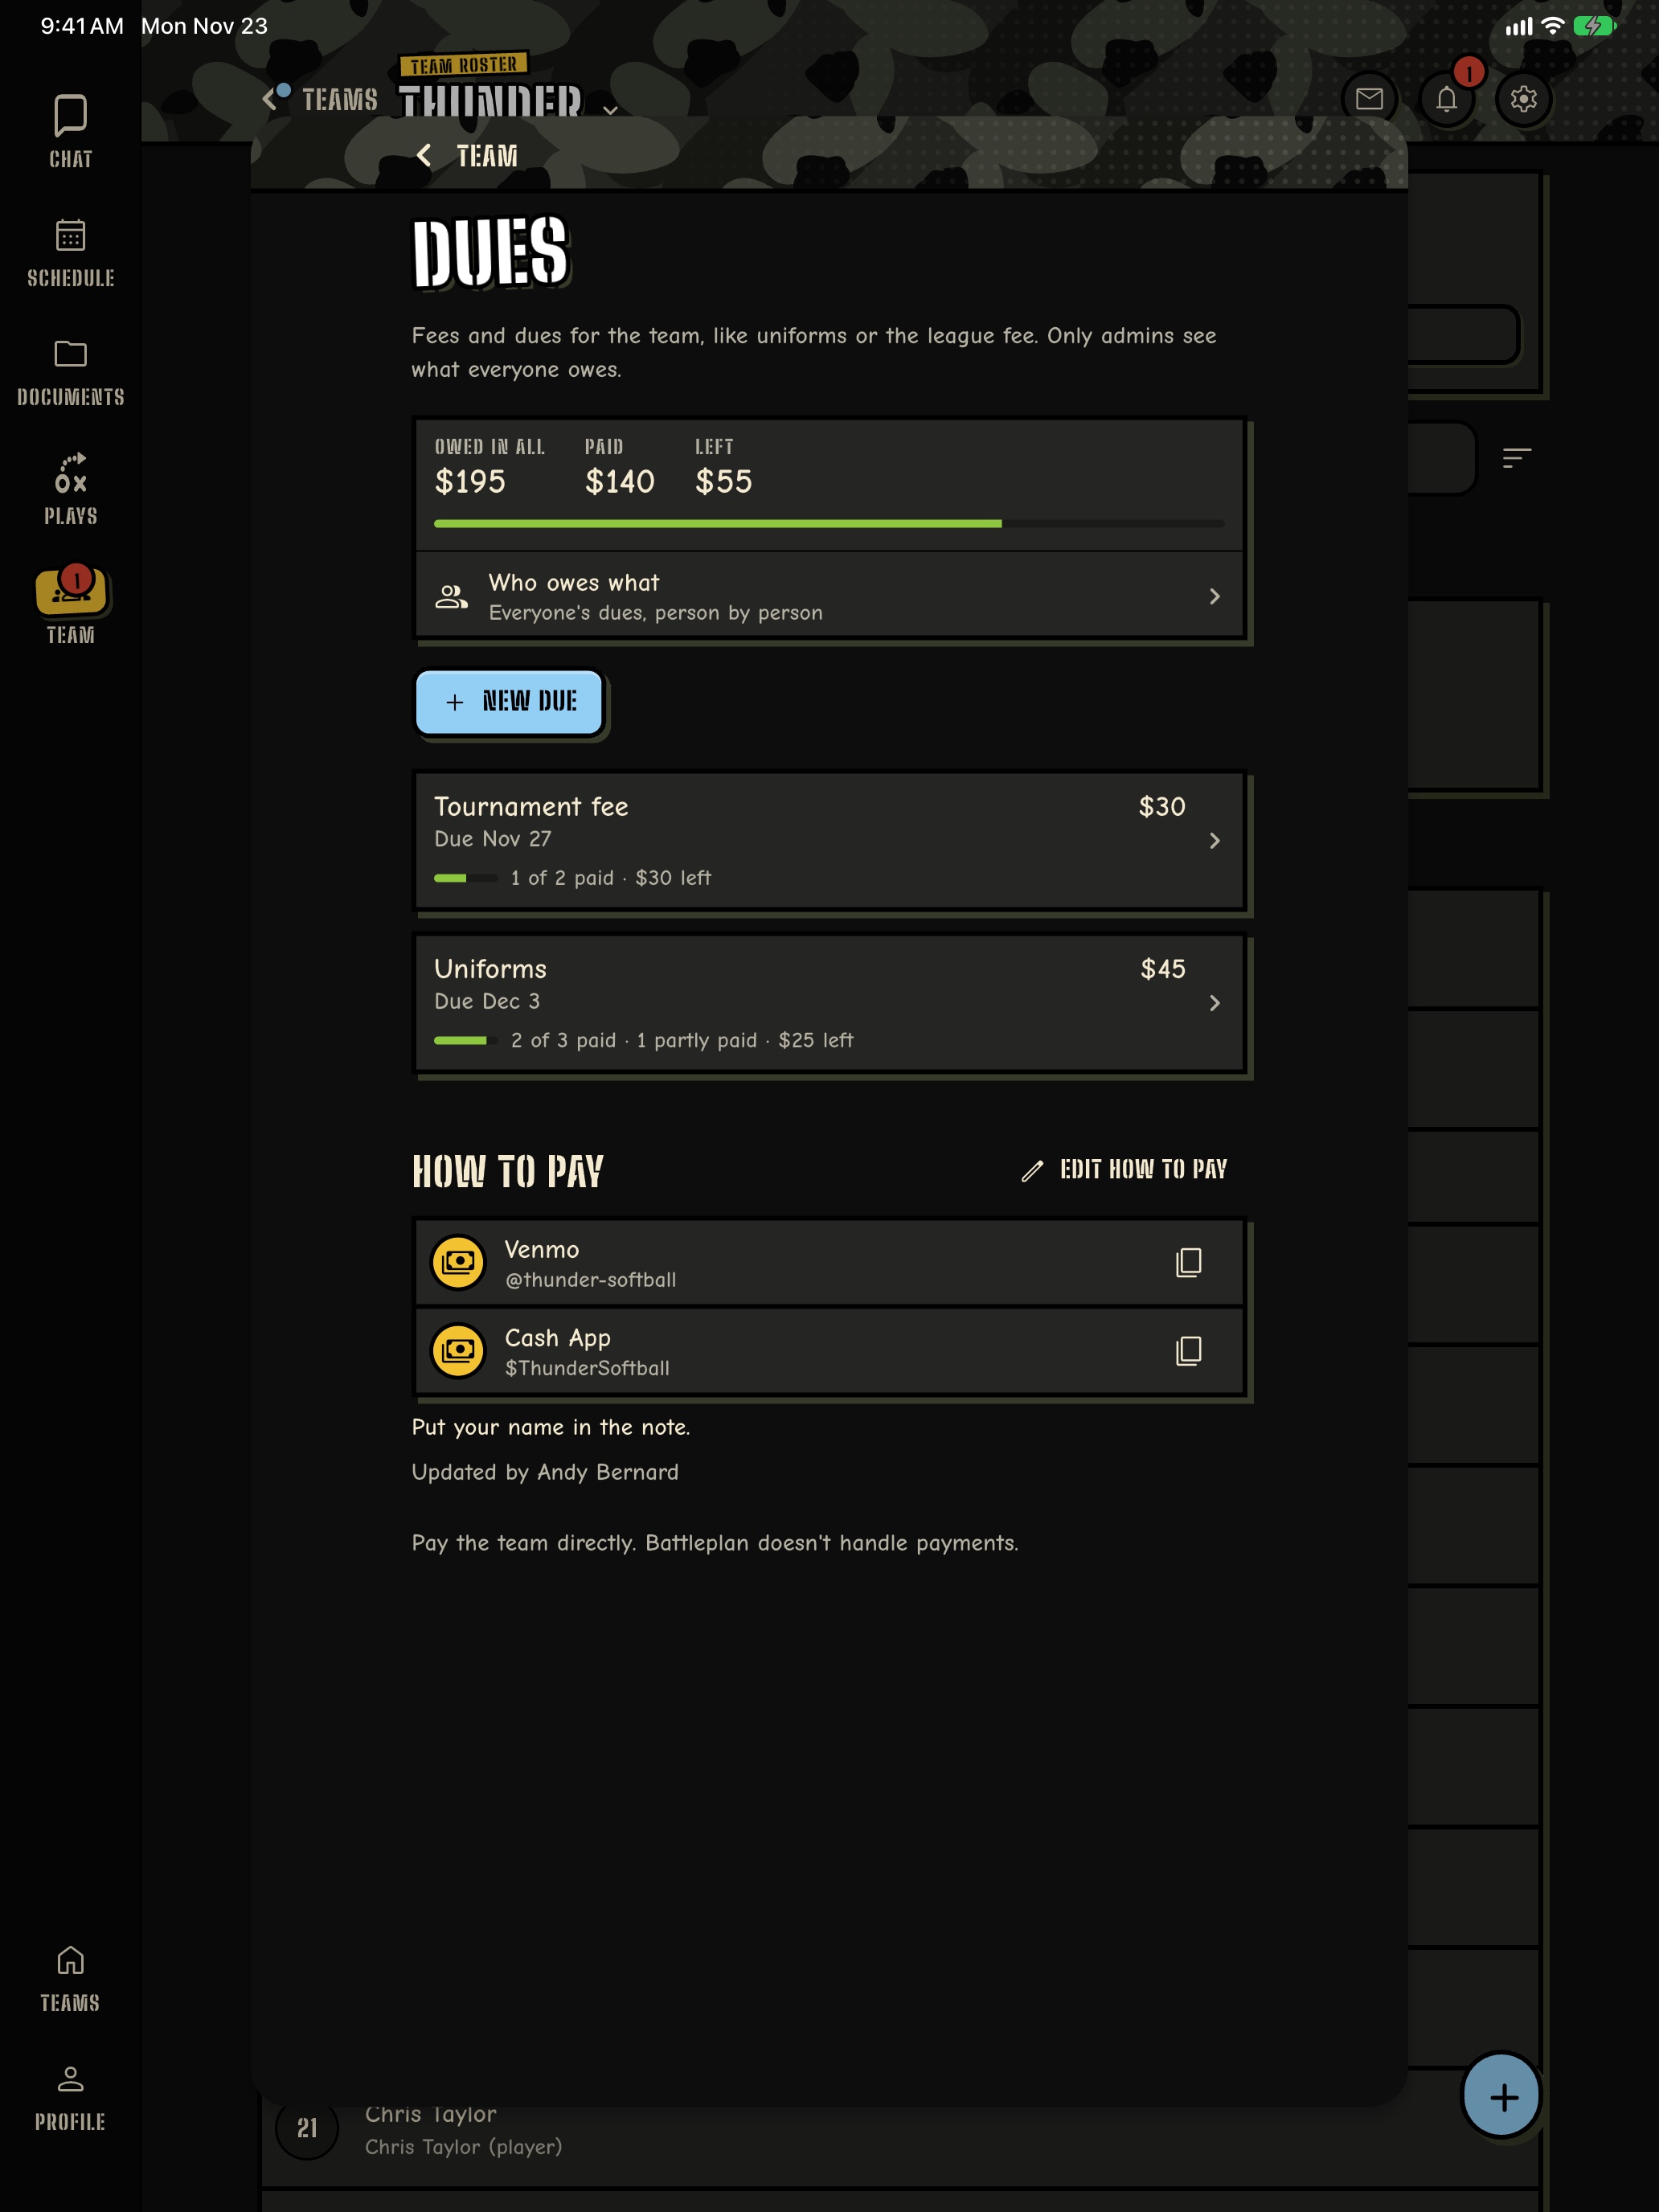 9:41 AM Mon Nov 23
TEAM ROSTER
TEAMS THUNDER
1
CHAT
SCHEDULE
DOCUMENTS
PLAYS
1
TEAM
TEAMS
PROFILE
TEAM
DUES
Fees and dues for the team, like uniforms or the league fee. Only admins see
what everyone owes.
OWED IN ALL PAID LEFT
$195 $140 $55
Who owes what
Everyone's dues, person by person
+ NEW DUE
Tournament fee $30
Due Nov 27
1 of 2 paid · $30 left
Uniforms $45
Due Dec 3
2 of 3 paid · 1 partly paid · $25 left
HOW TO PAY EDIT HOW TO PAY
Venmo
@thunder-softball
Cash App
$ThunderSoftball
Put your name in the note.
Updated by Andy Bernard
Pay the team directly. Battleplan doesn't handle payments.
21 Chris Taylor
Chris Taylor (player)